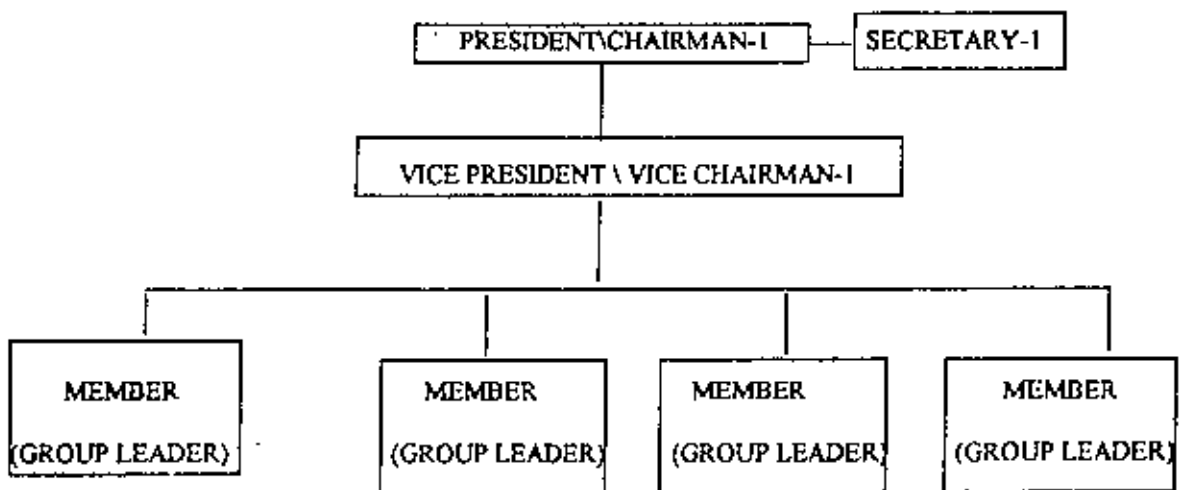 PRESIDENT\CHAIRMAN-1
SECRETARY-1
VICE PRESIDENT \ VICE CHAIRMAN-1
MEMBER
(GROUP LEADER)
MEMBER
(GROUP LEADER)
MEMBER
(GROUP LEADER)
MEMBER
(GROUP LEADER)